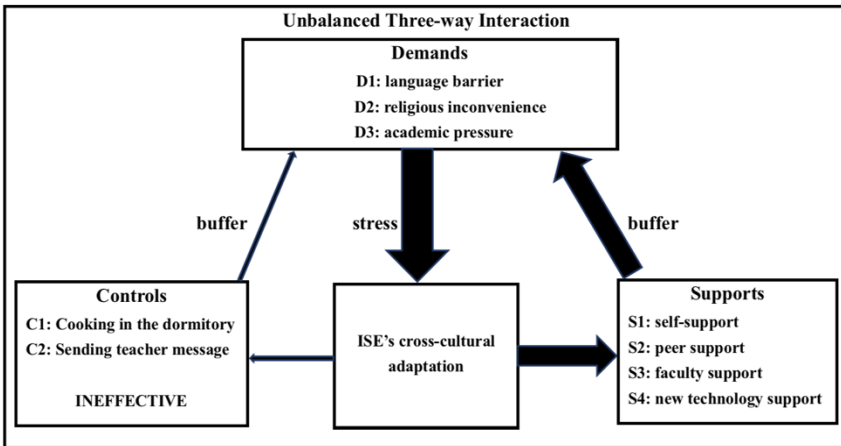 Unbalanced Three-way Interaction
Demands
D1: language barrier
D2: religious inconvenience
D3: academic pressure
buffer
stress
buffer
Controls
C1: Cooking in the dormitory
C2: Sending teacher message
INEFFECTIVE
ISE's cross-cultural
adaptation
Supports
S1: self-support
S2: peer support
S3: faculty support
S4: new technology support